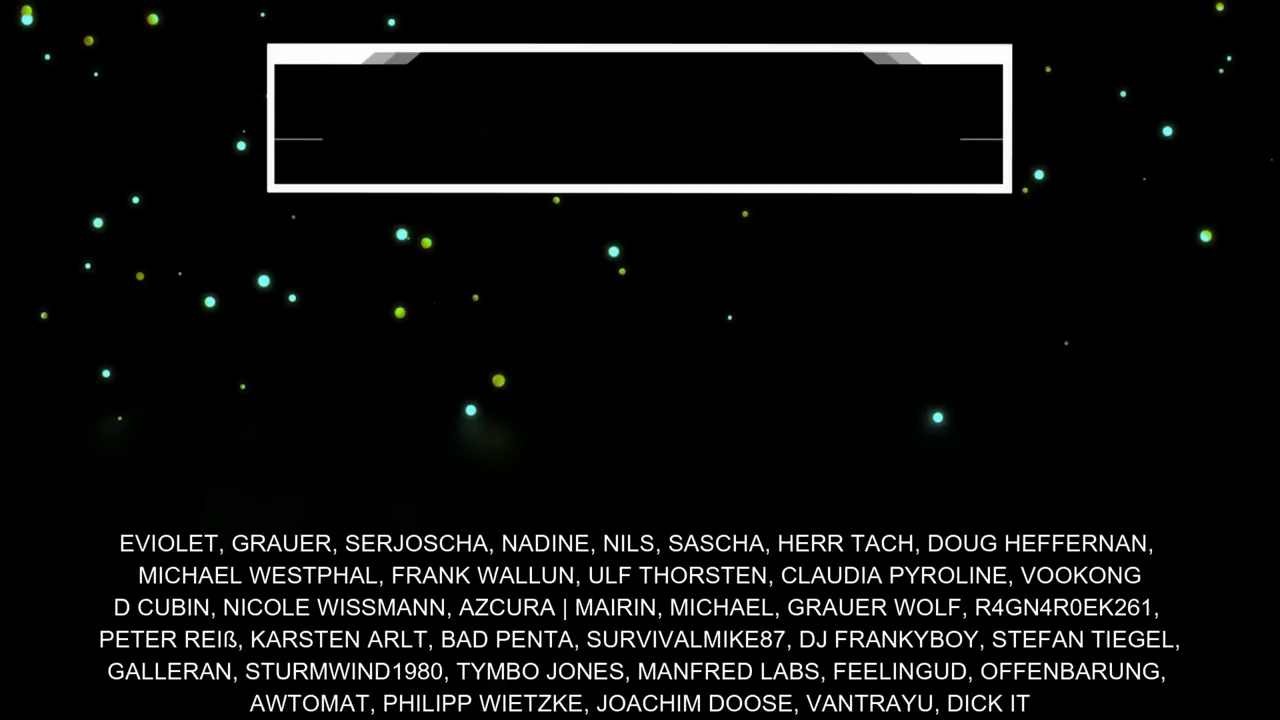 EVIOLET, GRAUER, SERJOSCHA, NADINE, NILS, SASCHA, HERR TACH, DOUG HEFFERNAN,
MICHAEL WESTPHAL, FRANK WALLUN, ULF THORSTEN, CLAUDIA PYROLINE, VOOKONG
D CUBIN, NICOLE WISSMANN, AZCURA | MAIRIN, MICHAEL, GRAUER WOLF, R4GN4R0EK261,
PETER REIß, KARSTEN ARLT, BAD PENTA, SURVIVALMIKE87, DJ FRANKYBOY, STEFAN TIEGEL,
GALLERAN, STURMWIND1980, TYMBO JONES, MANFRED LABS, FEELINGUD, OFFENBARUNG,
AWTOMAT, PHILIPP WIETZKE, JOACHIM DOOSE, VANTRAYU, DICK IT